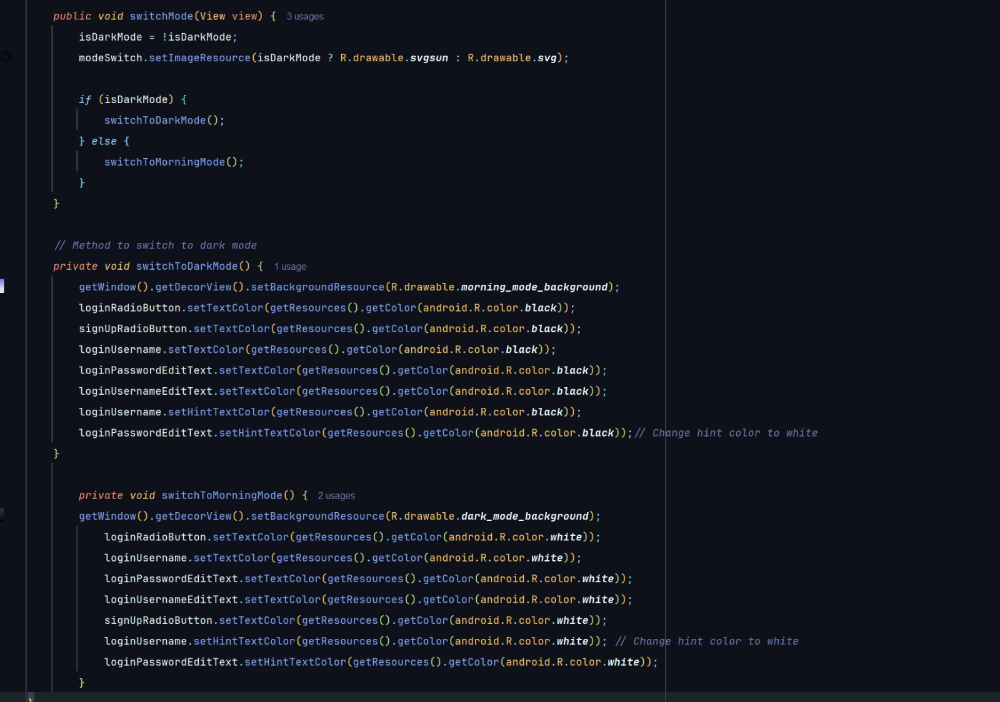 public void switchMode(View view) { 3 usages
isDarkMode = !isDarkMode;
modeSwitch.setImageResource(isDarkMode ? R.drawable.svgsun : R.drawable.svg);
if (isDarkMode) {
switchToDarkMode();
} else {
switchToMorningMode();
}
}
// Method to switch to dark mode
private void switchToDarkMode() { 1 usage
getWindow().getDecorView().setBackgroundResource(R.drawable.morning_mode_background);
loginRadioButton.setTextColor(getResources().getColor(android.R.color.black));
signUpRadioButton.setTextColor(getResources().getColor(android.R.color.black));
loginUsername.setTextColor(getResources().getColor(android.R.color.black));
loginPasswordEditText.setTextColor(getResources().getColor(android.R.color.black));
loginUsernameEditText.setTextColor(getResources().getColor(android.R.color.black));
loginUsername.setHintTextColor(getResources().getColor(android.R.color.black));
loginPasswordEditText.setHintTextColor(getResources().getColor(android.R.color.black));// Change hint color to white
}
private void switchToMorningMode() { 2 usages
getWindow().getDecorView().setBackgroundResource(R.drawable.dark_mode_background);
loginRadioButton.setTextColor(getResources().getColor(android.R.color.white));
loginUsername.setTextColor(getResources().getColor(android.R.color.white));
loginPasswordEditText.setTextColor(getResources().getColor(android.R.color.white));
loginUsernameEditText.setTextColor(getResources().getColor(android.R.color.white));
signUpRadioButton.setTextColor(getResources().getColor(android.R.color.white));
loginUsername.setHintTextColor(getResources().getColor(android.R.color.white)); // Change hint color to white
loginPasswordEditText.setHintTextColor(getResources().getColor(android.R.color.white));
}
}